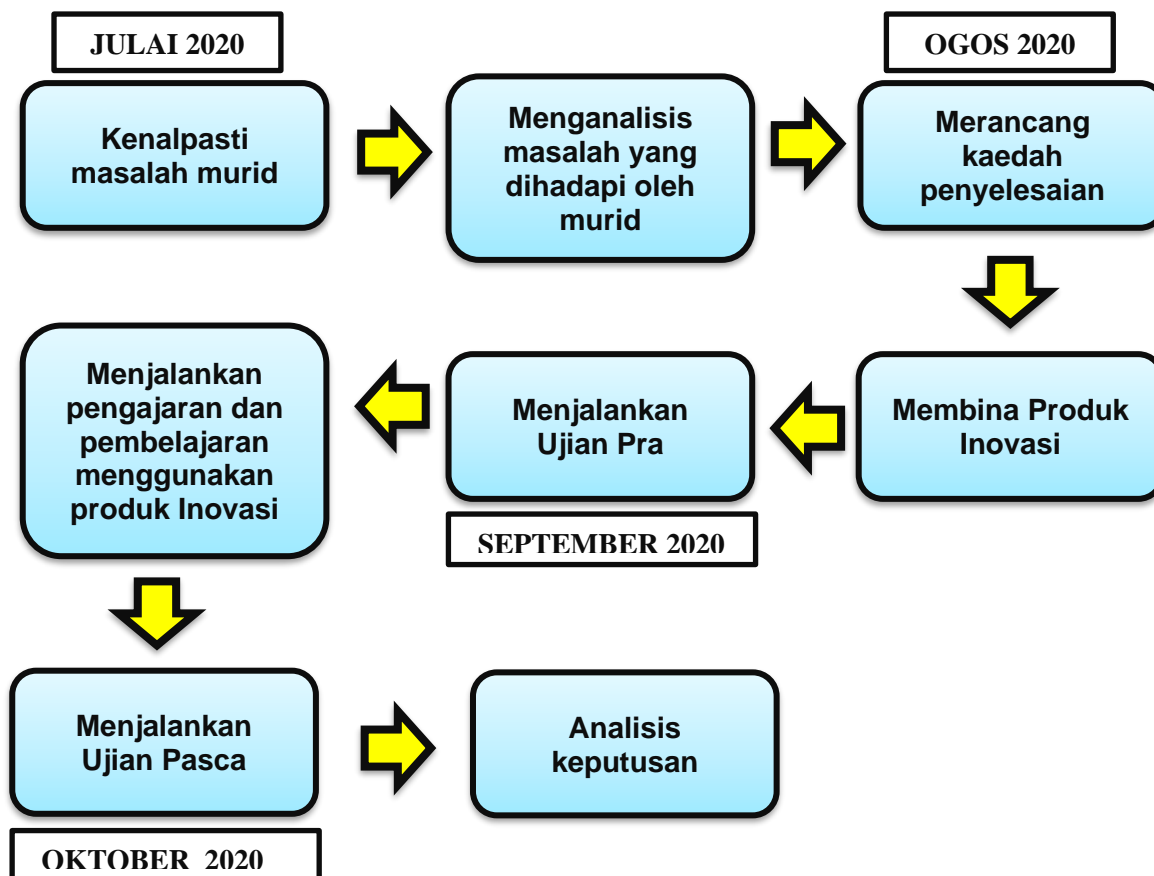 JULAI 2020
Kenalpasti
masalah murid
Menganalisis
masalah yang
dihadapi oleh
murid
OGOS 2020
Merancang
kaedah
penyelesaian
Membina Produk
Inovasi
Menjalankan
Ujian Pra
SEPTEMBER 2020
Menjalankan
pengajaran dan
pembelajaran
menggunakan
produk Inovasi
Menjalankan
Ujian Pasca
OKTOBER 2020
Analisis
keputusan